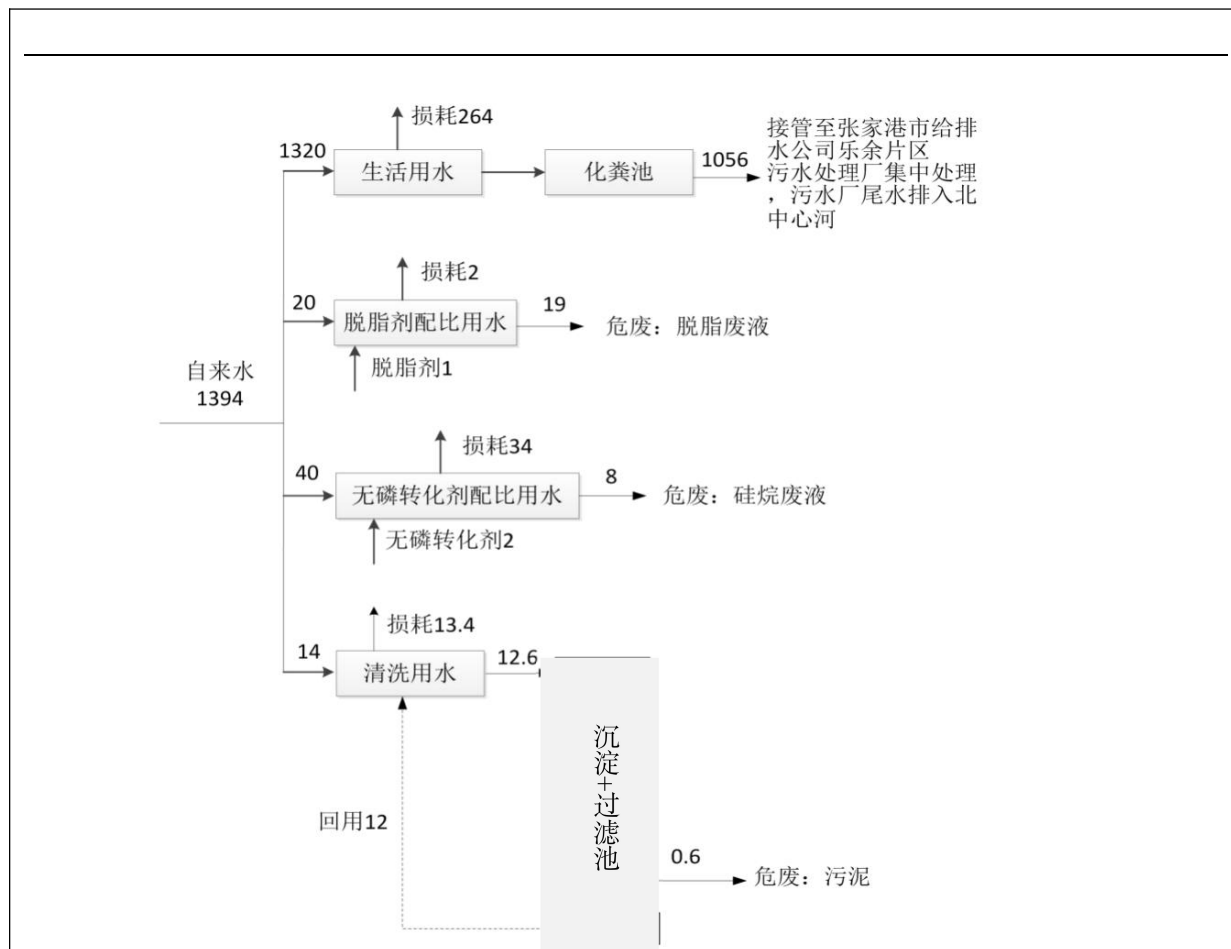 损耗264
1320
生活用水
化粪池
1056
接管至张家港市给排
水公司乐余片区
污水处理厂集中处理
，污水厂尾水排入北
中心河
损耗2
20
脱脂剂配比用水
19
危废：脱脂废液
脱脂剂1
自来水
1394
损耗34
40
无磷转化剂配比用水
8
危废：硅烷废液
无磷转化剂2
损耗13.4
14
清洗用水
12.6
沉淀+过滤池
回用12
0.6
危废：污泥